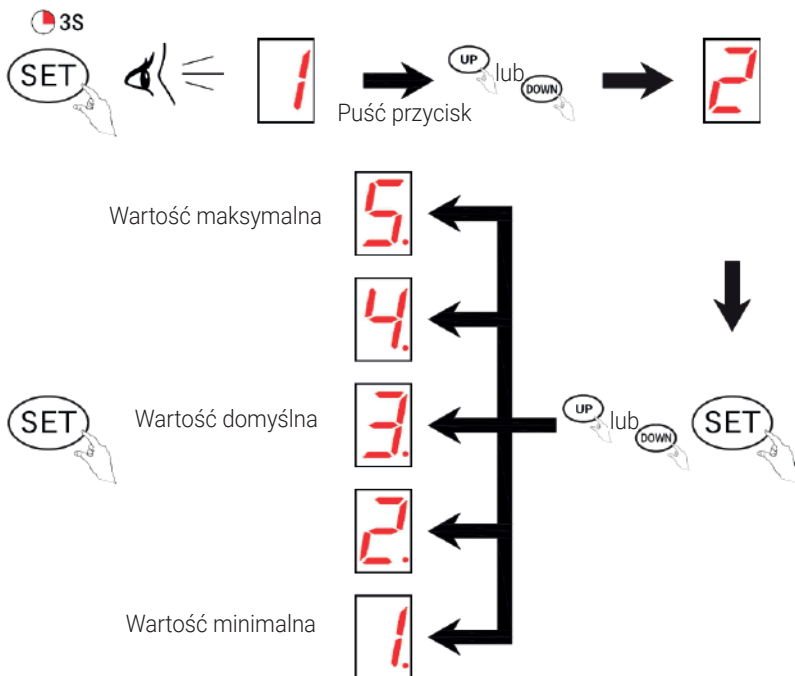 3S
SET
1
Puść przycisk
UP lub DOWN
2
Wartość maksymalna
5.
4.
SET
Wartość domyślna
3.
UP lub DOWN
SET
2.
Wartość minimalna
1.